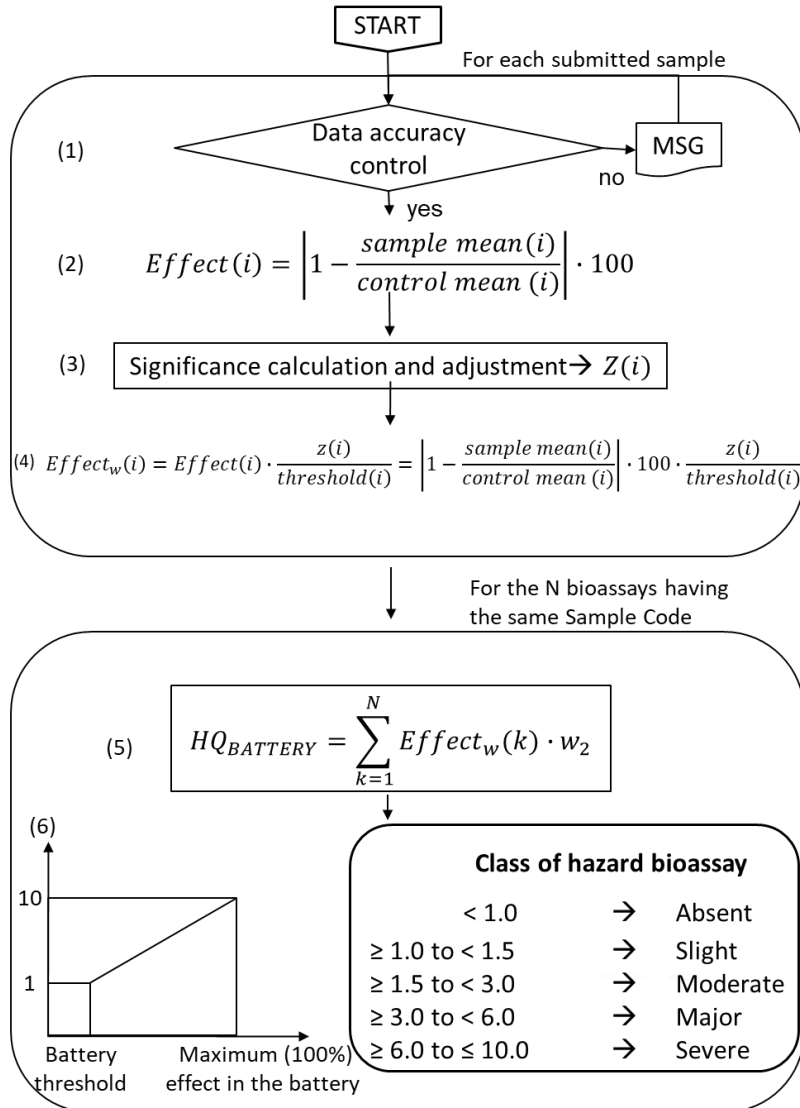 START
For each submitted sample
(1)
Data accuracy
control
MSG
no
yes
(2) Effect(i) = |1 − sample mean(i) / control mean (i)| · 100
(3) Significance calculation and adjustment→ Z(i)
(4) Effect_w(i) = Effect(i) · z(i) / threshold(i) = |1 − sample mean(i) / control mean (i)| · 100 · z(i) / threshold(i)
For the N bioassays having
the same Sample Code
(5) HQ_BATTERY = ∑_{k=1}^{N} Effect_w(k) · w_2
(6)
10
1
Battery
threshold
Maximum (100%)
effect in the battery
Class of hazard bioassay
< 1.0 → Absent
≥ 1.0 to < 1.5 → Slight
≥ 1.5 to < 3.0 → Moderate
≥ 3.0 to < 6.0 → Major
≥ 6.0 to ≤ 10.0 → Severe